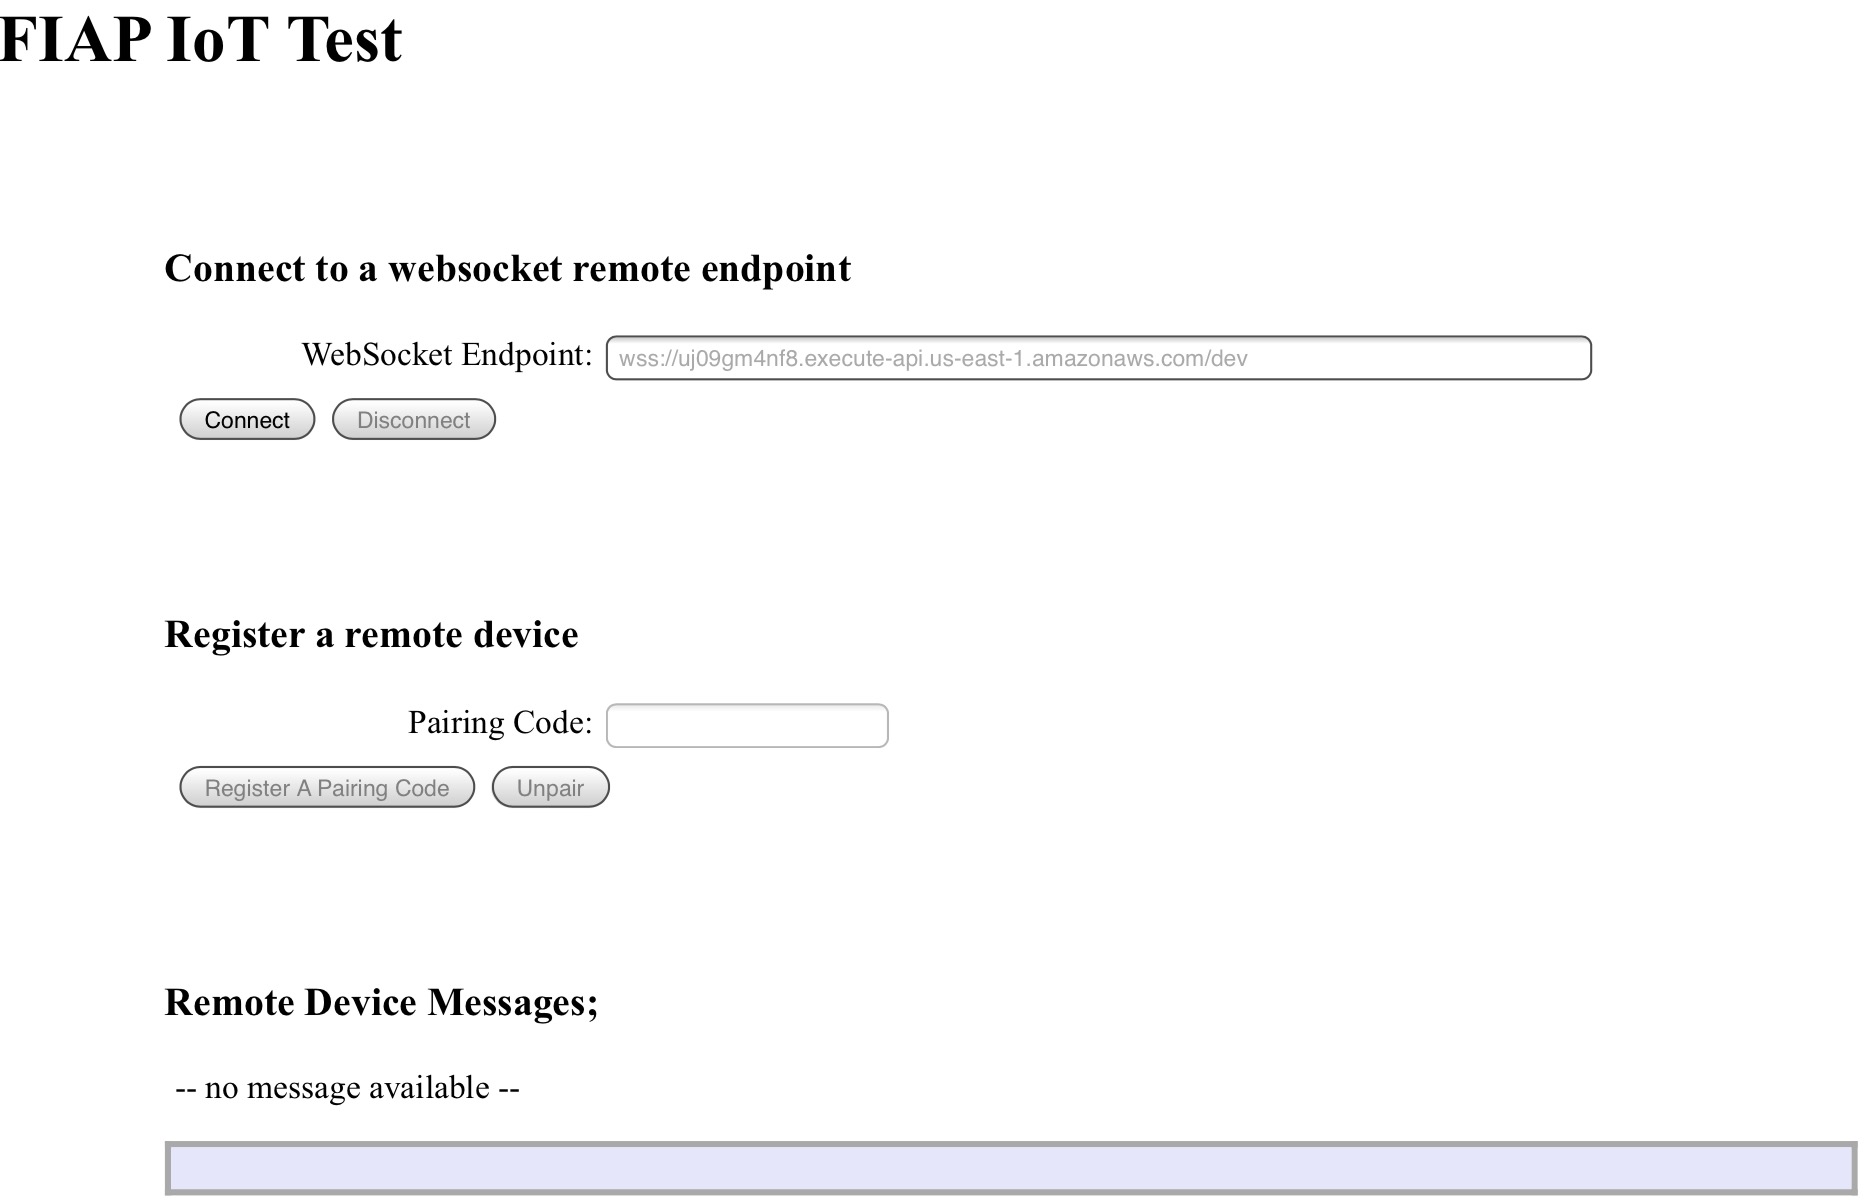 FIAP IoT Test
Connect to a websocket remote endpoint
WebSocket Endpoint: wss://uj09gm4nf8.execute-api.us-east-1.amazonaws.com/dev
Connect Disconnect
Register a remote device
Pairing Code:
Register A Pairing Code Unpair
Remote Device Messages;
-- no message available --